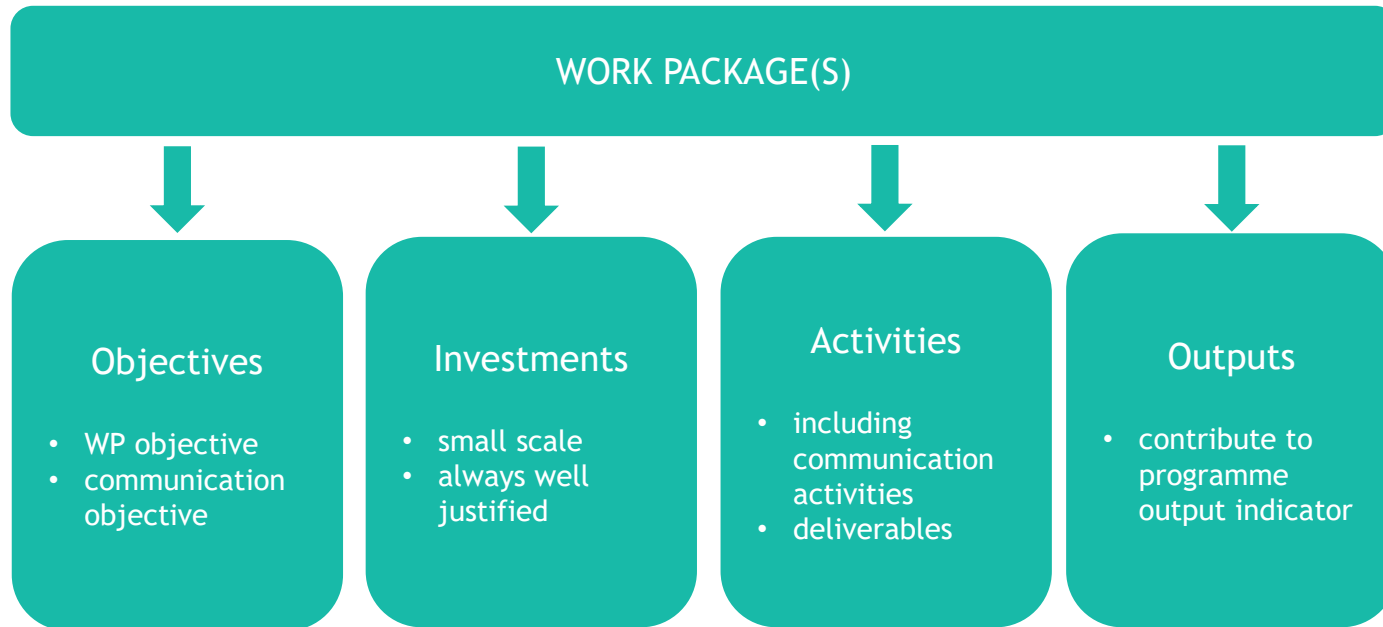 WORK PACKAGE(S)
Objectives
• WP objective
• communication
objective
Investments
• small scale
• always well
justified
Activities
• including
communication
activities
• deliverables
Outputs
• contribute to
programme
output indicator